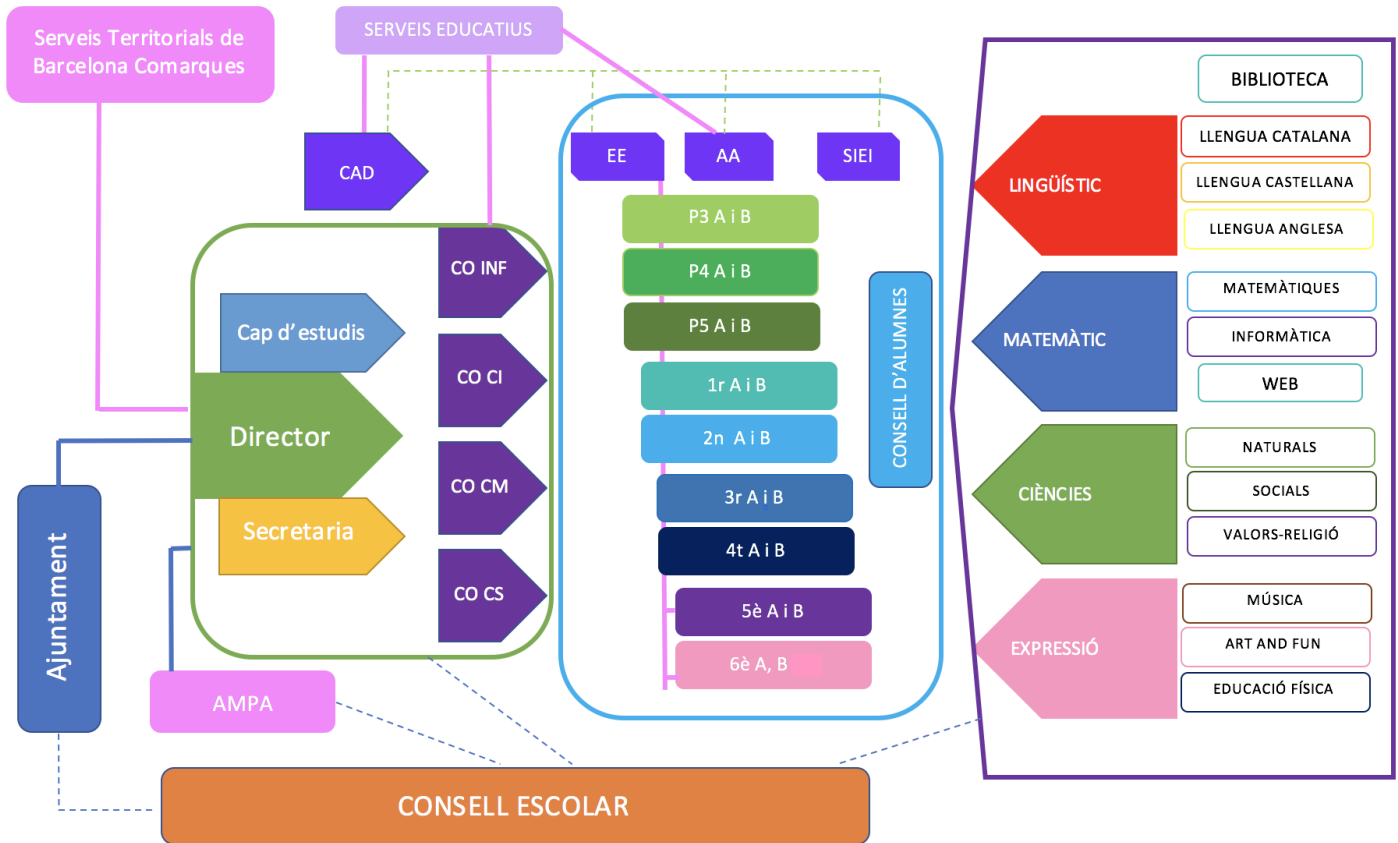 Serveis Territorials de
Barcelona Comarques
SERVEIS EDUCATIUS
CAD
EE
AA
SIEI
Cap d'estudis
Director
Secretaria
CO INF
CO CI
CO CM
CO CS
P3 A i B
P4 A i B
P5 A i B
1r A i B
2n A i B
3r A i B
4t A i B
5è A i B
6è A, B
CONSELL D'ALUMNES
BIBLIOTECA
LINGÜÍSTIC
LLENGUA CATALANA
LLENGUA CASTELLANA
LLENGUA ANGLESA
MATEMÀTIC
MATEMÀTIQUES
INFORMÀTICA
WEB
CIÈNCIES
NATURALS
SOCIALS
VALORS-RELIGIÓ
EXPRESSIÓ
MÚSICA
ART AND FUN
EDUCACIÓ FÍSICA
Ajuntament
AMPA
CONSELL ESCOLAR